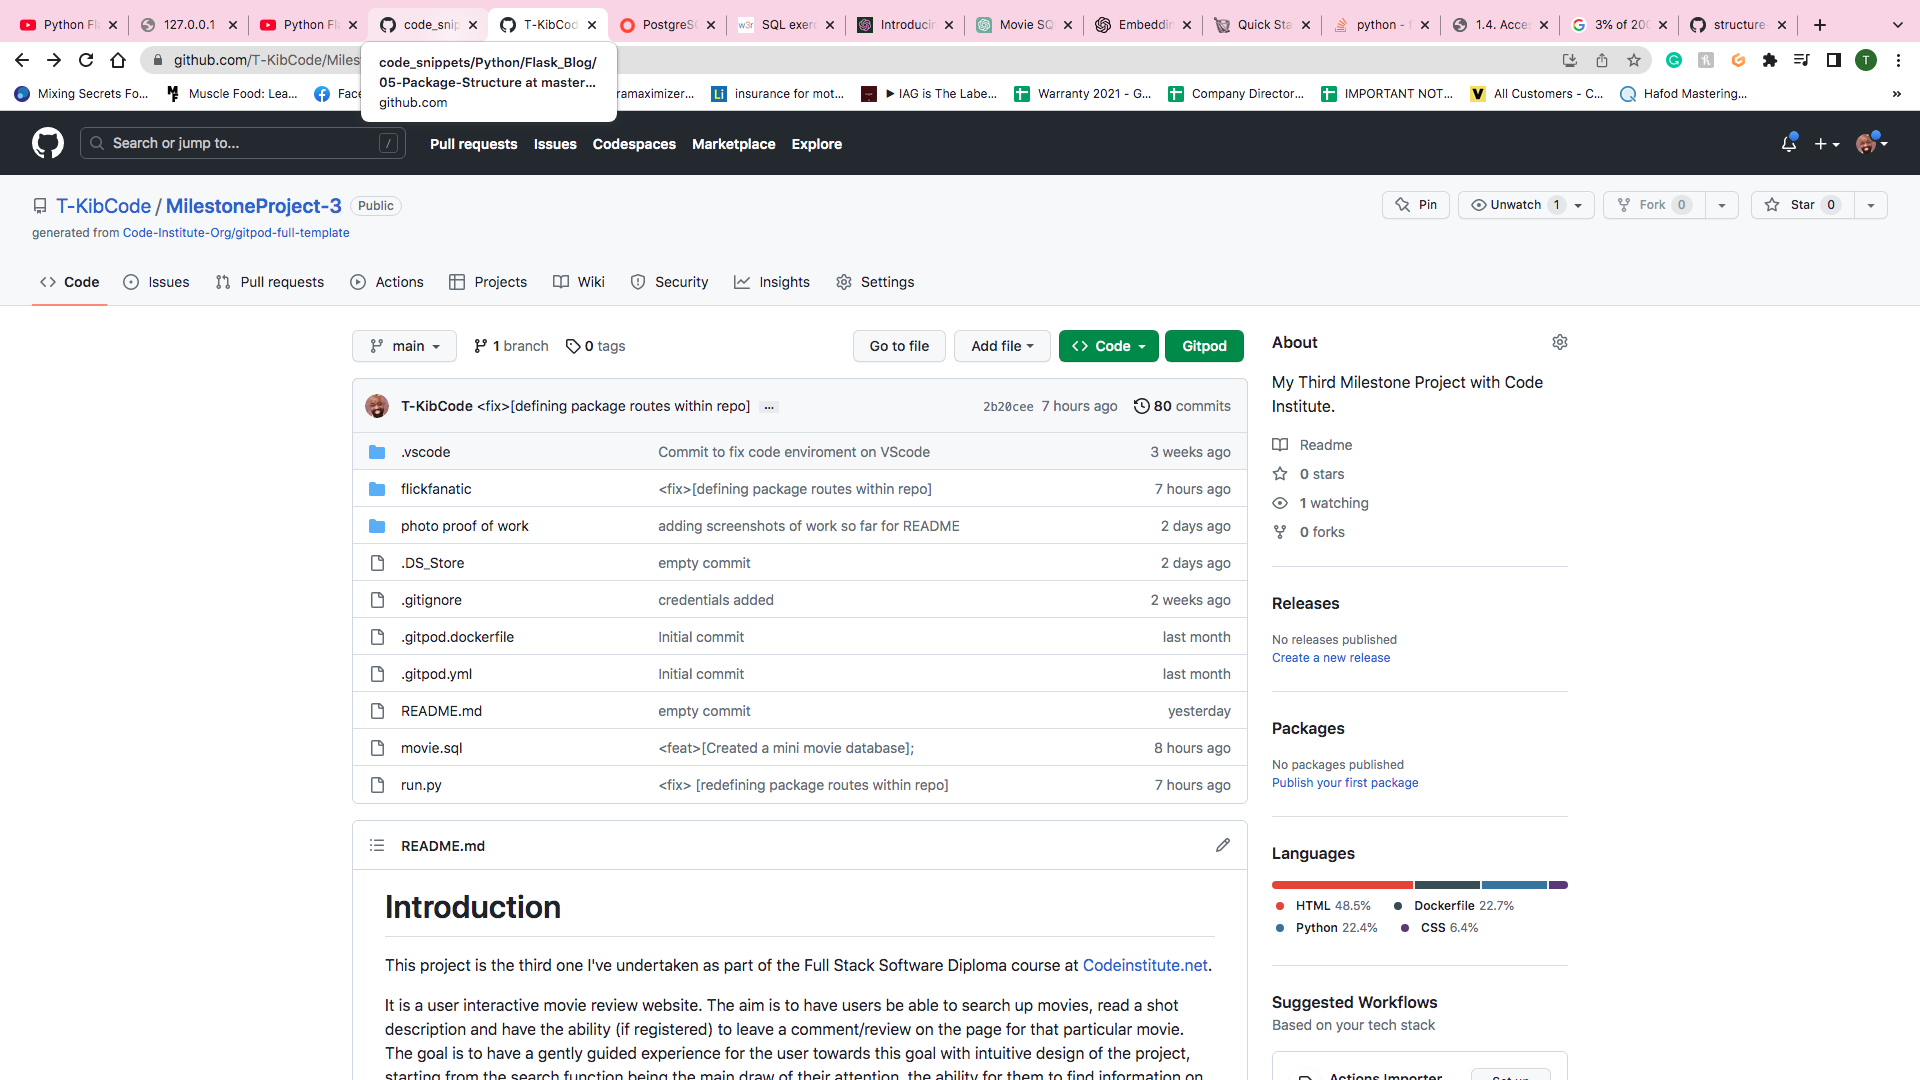 Python Fl
127.0.0.1
Python Fl
code_snip
T-KibCod
PostgreS
SQL exerc
Introducin
Movie SQ
Embeddin
Quick Sta
python -
1.4. Acces
3% of 200
structure-
github.com/T-KibCode/Miles
code_snippets/Python/Flask_Blog/
05-Package-Structure at master...
github.com
Mixing Secrets Fo...
Muscle Food: Lea...
Face
ramaximizer...
insurance for mot...
▶ IAG is The Labe...
Warranty 2021 - G...
Company Director...
IMPORTANT NOT...
All Customers - C...
Hafod Mastering...
»
Search or jump to...
/
Pull requests
Issues
Codespaces
Marketplace
Explore
T-KibCode / MilestoneProject-3
Public
generated from Code-Institute-Org/gitpod-full-template
Pin
Unwatch 1
Fork 0
Star 0
Code
Issues
Pull requests
Actions
Projects
Wiki
Security
Insights
Settings
main
1 branch
0 tags
Go to file
Add file
Code
Gitpod
T-KibCode <fix>[defining package routes within repo] ...
2b20cee 7 hours ago
80 commits
.vscode Commit to fix code enviroment on VScode 3 weeks ago
flickfanatic <fix>[defining package routes within repo] 7 hours ago
photo proof of work adding screenshots of work so far for README 2 days ago
.DS_Store empty commit 2 days ago
.gitignore credentials added 2 weeks ago
.gitpod.dockerfile Initial commit last month
.gitpod.yml Initial commit last month
README.md empty commit yesterday
movie.sql <feat>[Created a mini movie database]; 8 hours ago
run.py <fix> [redefining package routes within repo] 7 hours ago
README.md
Introduction
This project is the third one I've undertaken as part of the Full Stack Software Diploma course at Codeinstitute.net.
It is a user interactive movie review website. The aim is to have users be able to search up movies, read a shot
description and have the ability (if registered) to leave a comment/review on the page for that particular movie.
The goal is to have a gently guided experience for the user towards this goal with intuitive design of the project,
starting from the search function being the main draw of their attention, the ability for them to find information on
About
My Third Milestone Project with Code
Institute.
Readme
0 stars
1 watching
0 forks
Releases
No releases published
Create a new release
Packages
No packages published
Publish your first package
Languages
HTML 48.5%
Dockerfile 22.7%
Python 22.4%
CSS 6.4%
Suggested Workflows
Based on your tech stack
Actions Importer
Set up